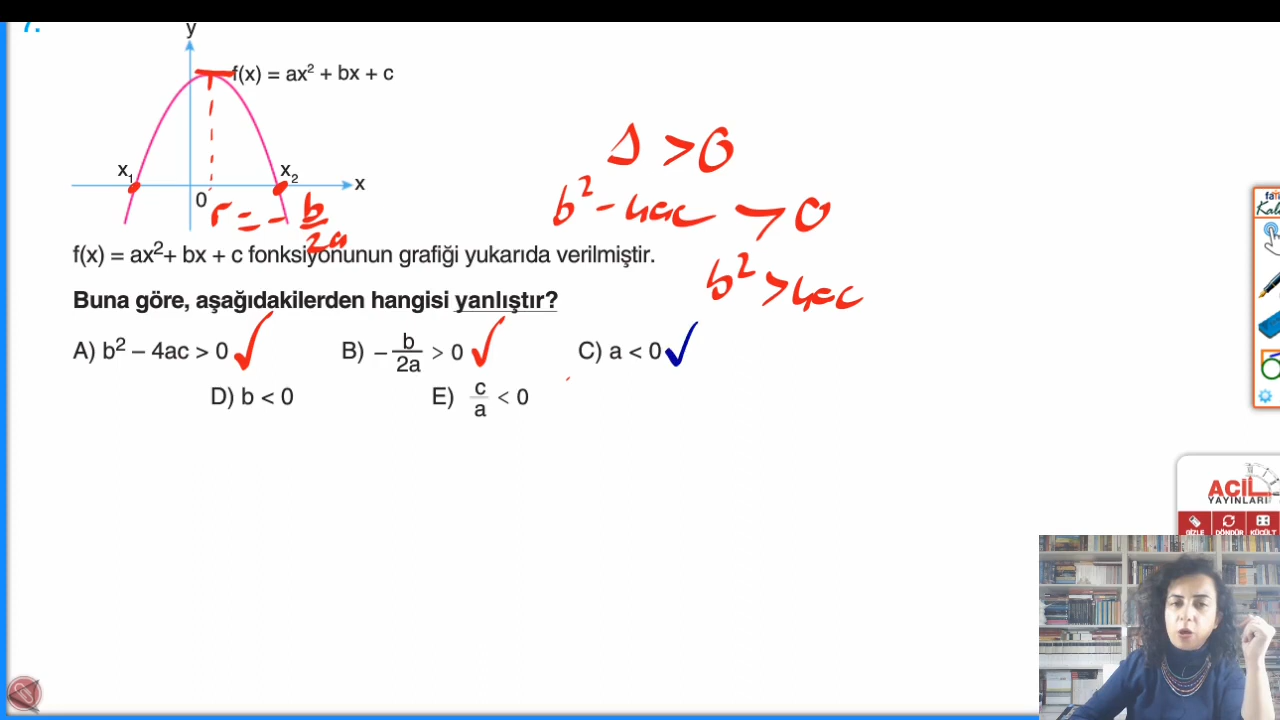 7.
y
f(x) = ax² + bx + c
x₁
x₂
x
0
r = - b/2a
Δ > 0
b² - 4ac > 0
b² > 4ac
f(x) = ax²+ bx + c fonksiyonunun grafiği yukarıda verilmiştir.
Buna göre, aşağıdakilerden hangisi yanlıştır?
A) b² – 4ac > 0 ✓ B) – b/2a > 0 ✓ C) a < 0 ✓
D) b < 0 E) c/a < 0
ACİL
YAYINLARI
GİZLE DÖNDÜR KÜÇÜLT